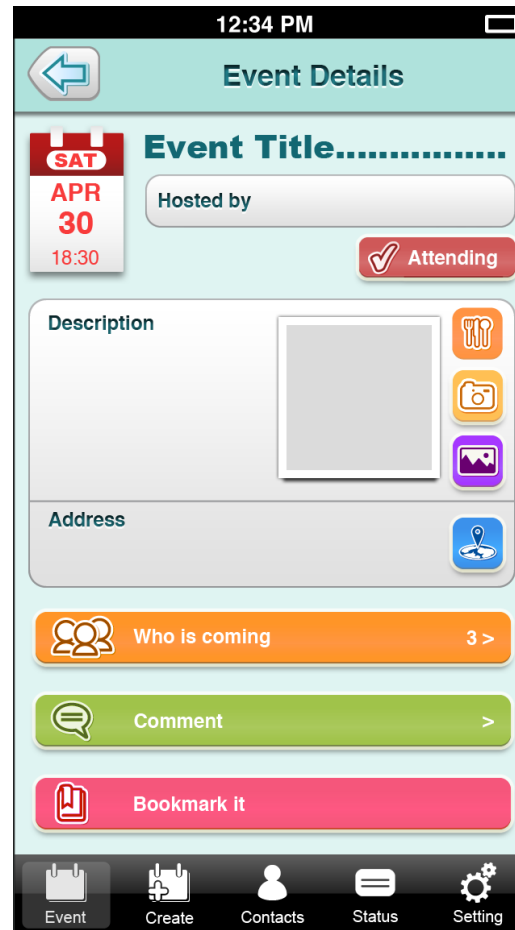 12:34 PM
Event Details
SAT
APR
30
18:30
Event Title................
Hosted by
Attending
Description
Address
Who is coming 3 >
Comment >
Bookmark it
Event Create Contacts Status Setting